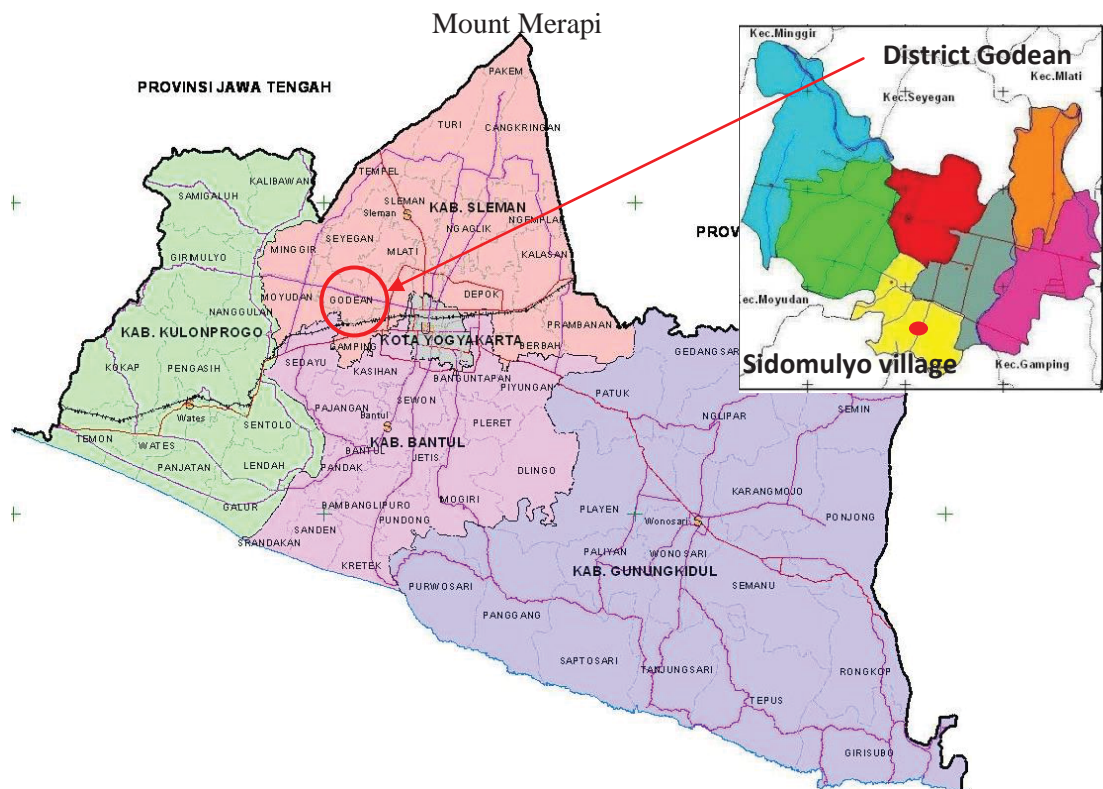 Mount Merapi
Kec.Minggir
District Godean
Kec.Mlati
Kec.Seyegan
Kec.Moyudan
Sidomulyo village
Kec.Gamping
PROVINSI JAWA TENGAH
PROV
PAKEM
TURI
CANGKRINGAN
TEMPEL
KALIBAWAN
SAMIGALUH
SLEMAN
Sleman
S
KAB. SLEMAN
NGEMPLAK
NGAGLIK
SEYEGAN
MINGGIR
MLATI
KALASAN
GIRIMULYO
MOYUDAN
GODEAN
DEPOK
NANGGULAN
KAB. KULONPROGO
KOTA YOGYAKARTA
U
PRAMBANAN
BERBAH
GAMPING
SEDAYU
KASIHAN
GEDANGSAR
KOKAP
PENGASIH
BANGUNTAPAN
PIYUNGAN
PATUK
S
Wates
SENTOLO
PAJANGAN
SEWON
Bantul
S
PLERET
NGLIPAR
SEMIN
TEMON
WATES
KAB. BANTUL
BANTUL
JETIS
PANJATAN
LENDAH
PANDAK
DLINGO
KARANGMOJO
GALUR
BAMBANGLIPURO
MOGIRI
PLAYEN
PONJONG
SANDEN
PUNDONG
Wonosari
S
SRANDAKAN
PALIYAN
WONOSARI
KRETEK
KAB. GUNUNGKIDUL
PURWOSARI
SEMANU
PANGGANG
SAPTOSARI
TANJUNGSARI
RONGKOP
TEPUS
GIRISUBO